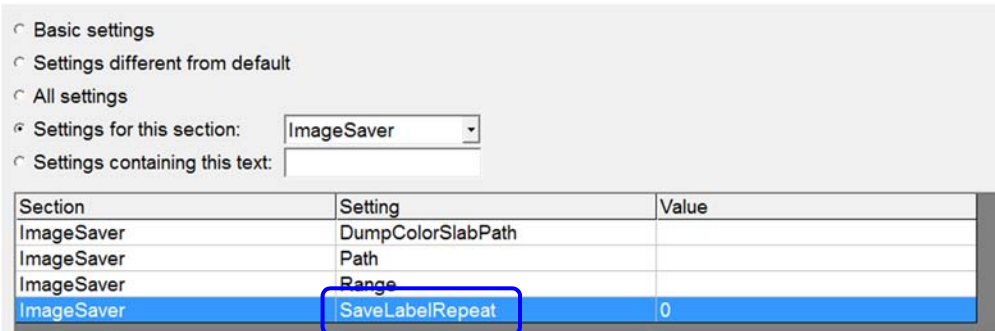 Basic settings
Settings different from default
All settings
Settings for this section: ImageSaver
Settings containing this text:
Section Setting Value
ImageSaver DumpColorSlabPath
ImageSaver Path
ImageSaver Range
ImageSaver SaveLabelRepeat 0